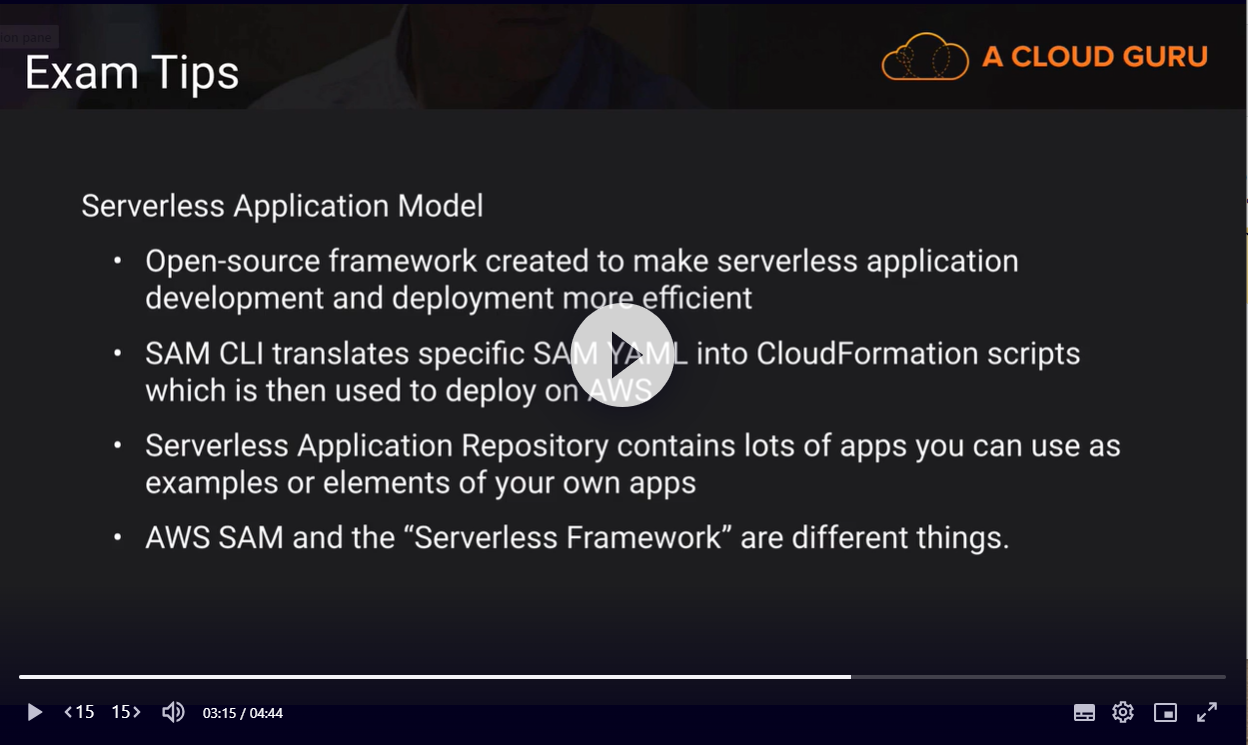 ion pane
Exam Tips
A CLOUD GURU
Serverless Application Model
• Open-source framework created to make serverless application
development and deployment more efficient
• SAM CLI translates specific SAM YAML into CloudFormation scripts
which is then used to deploy on AWS
• Serverless Application Repository contains lots of apps you can use as
examples or elements of your own apps
• AWS SAM and the “Serverless Framework” are different things.
<15 15> 03:15 / 04:44